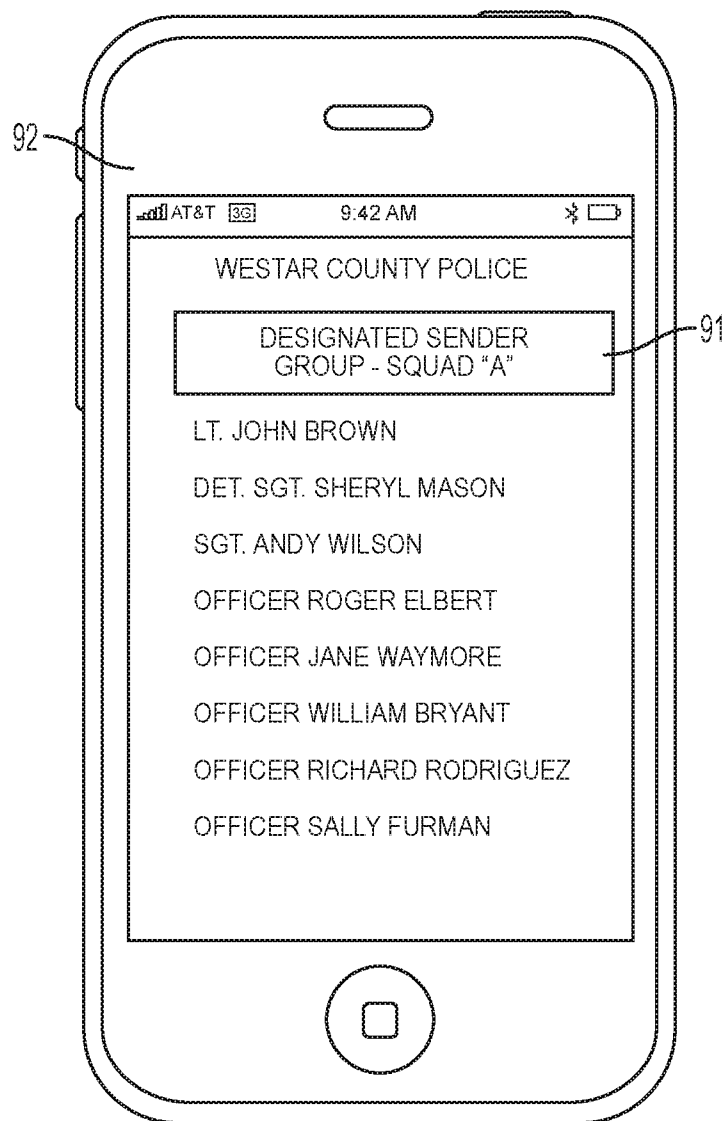 92
AT&T 3G 9:42 AM
WESTAR COUNTY POLICE
DESIGNATED SENDER
GROUP - SQUAD “A”
91
LT. JOHN BROWN
DET. SGT. SHERYL MASON
SGT. ANDY WILSON
OFFICER ROGER ELBERT
OFFICER JANE WAYMORE
OFFICER WILLIAM BRYANT
OFFICER RICHARD RODRIGUEZ
OFFICER SALLY FURMAN